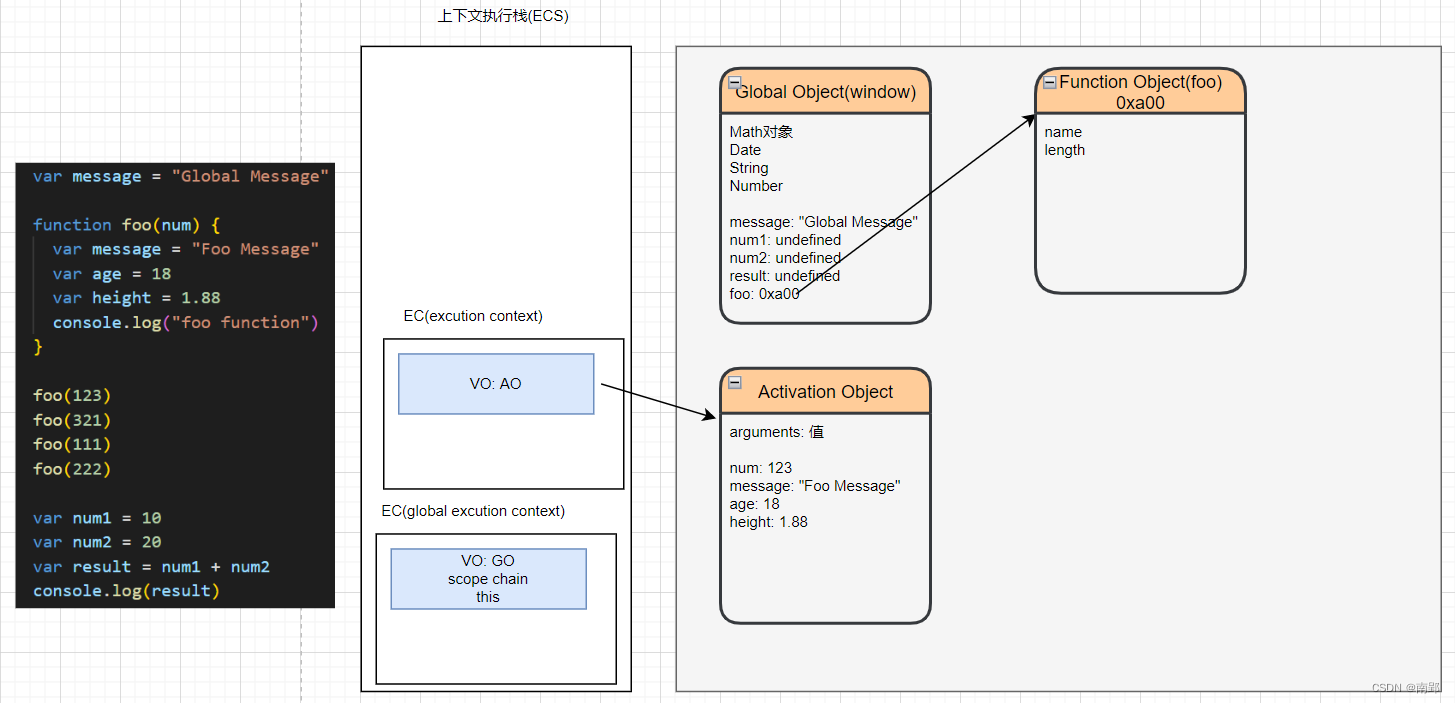 上下文执行栈(ECS)
var message = "Global Message"
function foo(num) {
var message = "Foo Message"
var age = 18
var height = 1.88
console.log("foo function")
}
foo(123)
foo(321)
foo(111)
foo(222)
var num1 = 10
var num2 = 20
var result = num1 + num2
console.log(result)
EC(excution context)
VO: AO
EC(global excution context)
VO: GO
scope chain
this
Global Object(window)
Math对象
Date
String
Number
message: "Global Message"
num1: undefined
num2: undefined
result: undefined
foo: 0xa00
Function Object(foo)
0xa00
name
length
Activation Object
arguments: 值
num: 123
message: "Foo Message"
age: 18
height: 1.88
CSDN @南郢